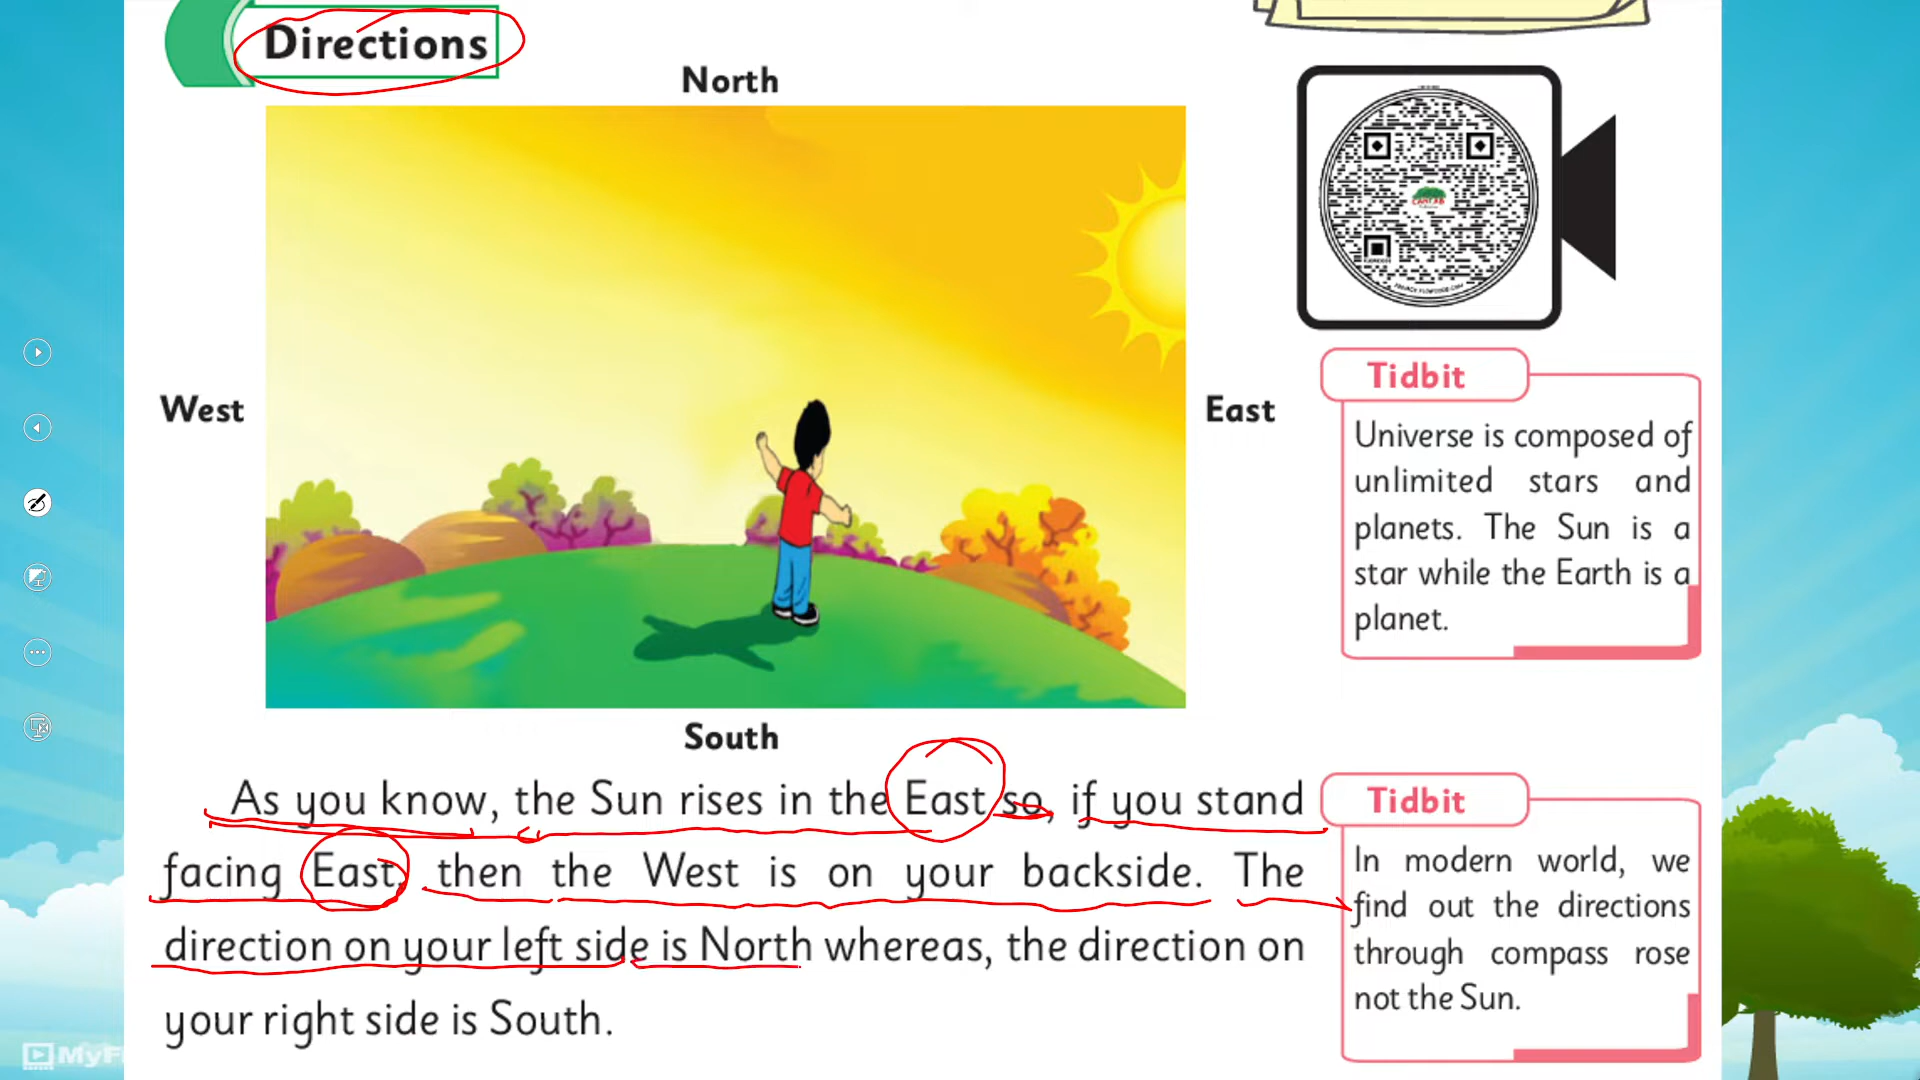 Directions
North
West
East
South
As you know, the Sun rises in the East so, if you stand
facing East, then the West is on your backside. The
direction on your left side is North whereas, the direction on
your right side is South.
Tidbit
Universe is composed of
unlimited stars and
planets. The Sun is a
star while the Earth is a
planet.
Tidbit
In modern world, we
find out the directions
through compass rose
not the Sun.